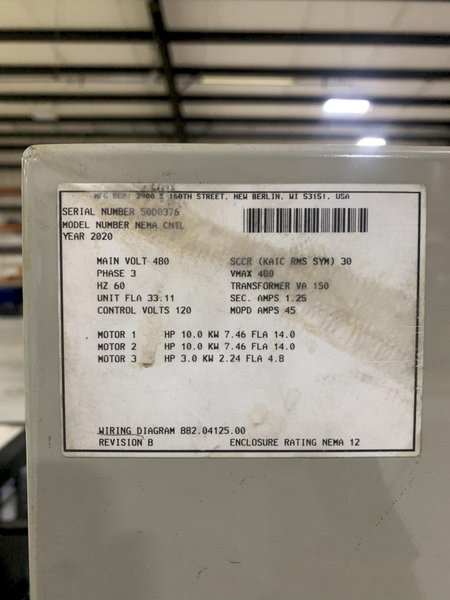 MFG REP. 2900 S 160TH STREET, NEW BERLIN, WI 53151, USA
SERIAL NUMBER 5000376
MODEL NUMBER NEMA CNTL
YEAR 2020
MAIN VOLT 480 SCCR (KAIC RMS SYM) 30
PHASE 3 VMAX 480
HZ 60 TRANSFORMER VA 150
UNIT FLA 33.11 SEC. AMPS 1.25
CONTROL VOLTS 120 MOPD AMPS 45
MOTOR 1 HP 10.0 KW 7.46 FLA 14.0
MOTOR 2 HP 10.0 KW 7.46 FLA 14.0
MOTOR 3 HP 3.0 KW 2.24 FLA 4.8
WIRING DIAGRAM 882.04125.00
REVISION B ENCLOSURE RATING NEMA 12